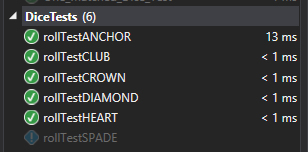 DiceTests (6)
rollTestANCHOR 13 ms
rollTestCLUB < 1 ms
rollTestCROWN < 1 ms
rollTestDIAMOND < 1 ms
rollTestHEART < 1 ms
rollTestSPADE